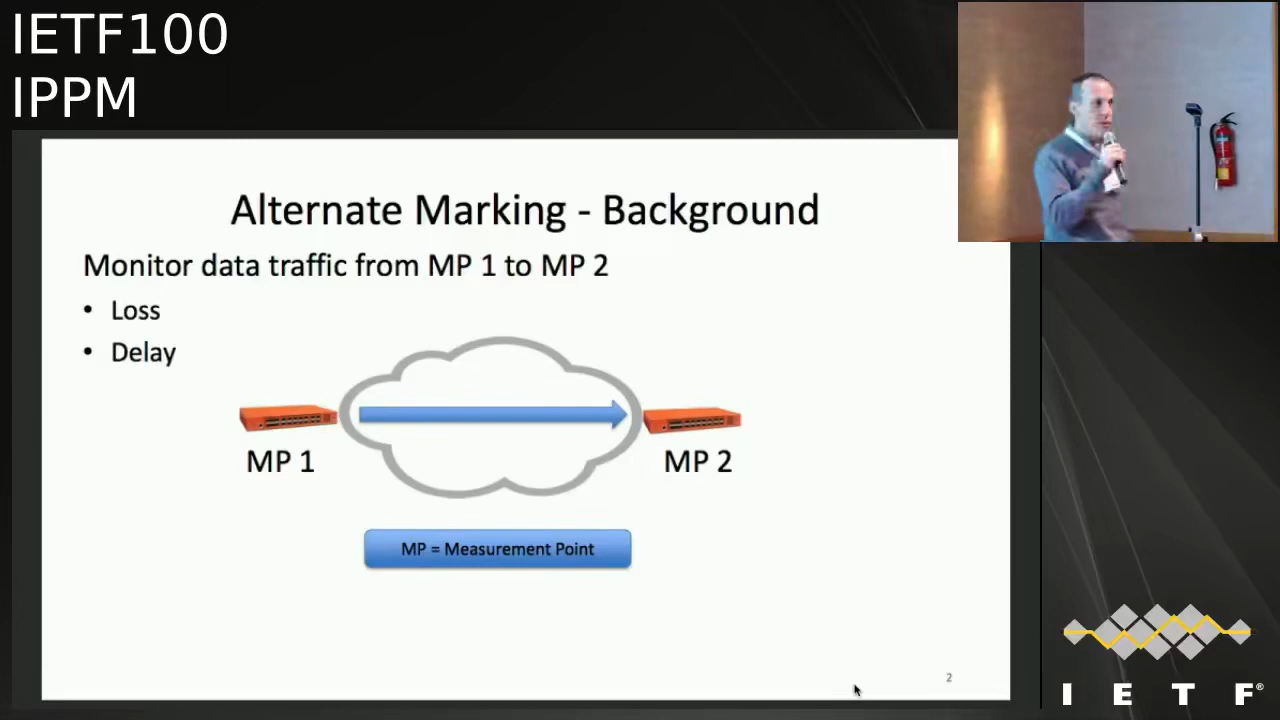 IETF100
IPPM
Alternate Marking - Background
Monitor data traffic from MP 1 to MP 2
• Loss
• Delay
MP 1
MP 2
MP = Measurement Point
2
I E T F®